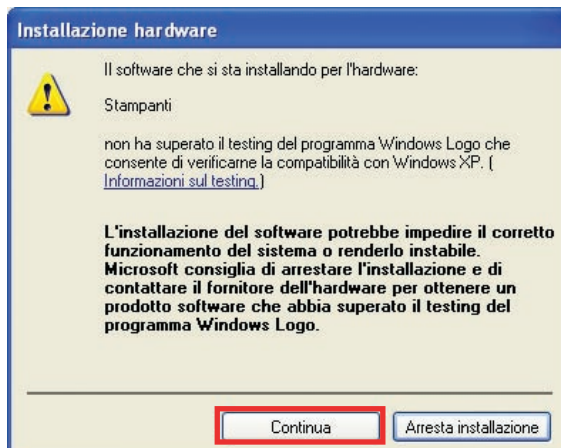 Installazione hardware
Il software che si sta installando per l'hardware:
Stampanti
non ha superato il testing del programma Windows Logo che
consente di verificarne la compatibilità con Windows XP. (
Informazioni sul testing.)
L'installazione del software potrebbe impedire il corretto
funzionamento del sistema o renderlo instabile.
Microsoft consiglia di arrestare l'installazione e di
contattare il fornitore dell'hardware per ottenere un
prodotto software che abbia superato il testing del
programma Windows Logo.
Continua
Arresta installazione